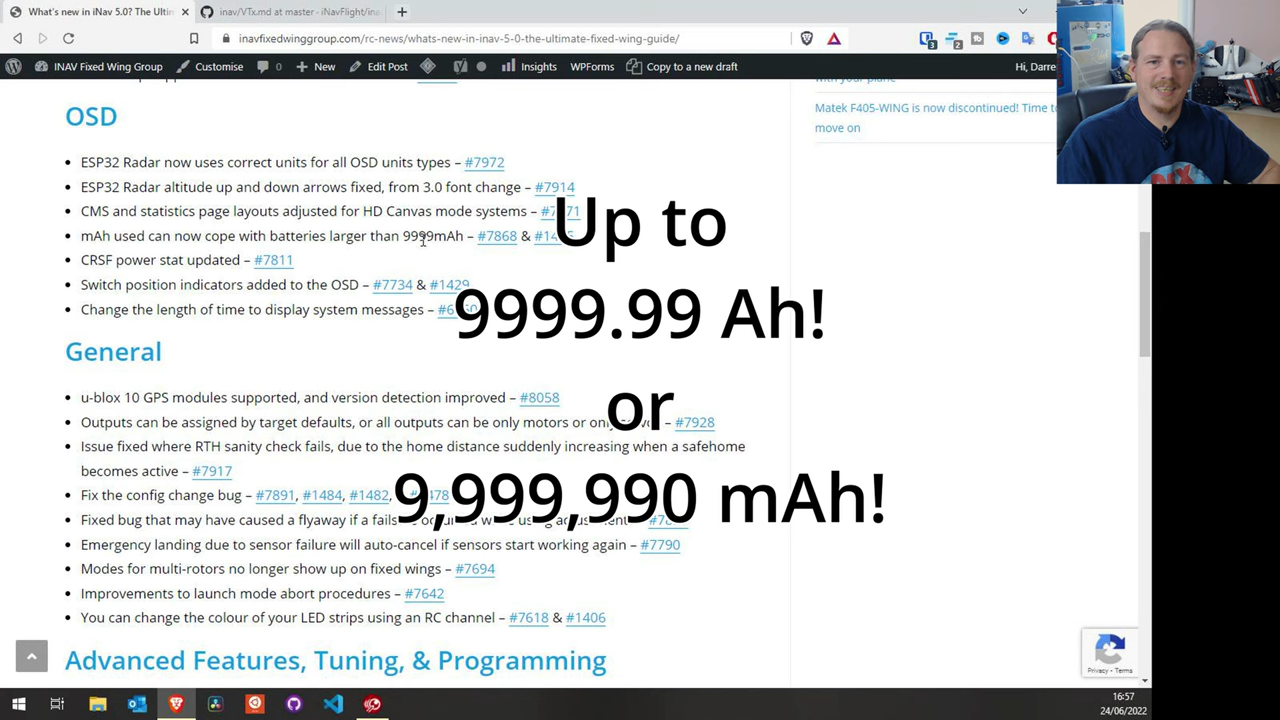 What's new in iNav 5.0? The Ultim
inav/VTx.md at master · iNavFlight/ina
inavfixedwinggroup.com/rc-news/whats-new-in-inav-5-0-the-ultimate-fixed-wing-guide/
INAV Fixed Wing Group Customise 0 New Edit Post Insights WPForms Copy to a new draft Hi, Darre
with your plane
Matek F405-WING is now discontinued! Time to
move on
OSD
ESP32 Radar now uses correct units for all OSD units types – #7972
ESP32 Radar altitude up and down arrows fixed, from 3.0 font change – #7914
CMS and statistics page layouts adjusted for HD Canvas mode systems –
mAh used can now cope with batteries larger than 9999mAh – #7868 &
CRSF power stat updated – #7811
Switch position indicators added to the OSD – #7734 & #1429
Change the length of time to display system messages –
Up to
9999.99 Ah!
or
9,999,990 mAh!
General
u-blox 10 GPS modules supported, and version detection improved – #8058
Outputs can be assigned by target defaults, or all outputs can be only motors or only – #7928
Issue fixed where RTH sanity check fails, due to the home distance suddenly increasing when a safehome
becomes active – #7917
Fix the config change bug – #7891, #1484, #1482,
Fixed bug that may have caused a flyaway if a
Emergency landing due to sensor failure will auto-cancel if sensors start working again – #7790
Modes for multi-rotors no longer show up on fixed wings – #7694
Improvements to launch mode abort procedures – #7642
You can change the colour of your LED strips using an RC channel – #7618 & #1406
Advanced Features, Tuning, & Programming
Privacy - Terms
16:57
24/06/2022